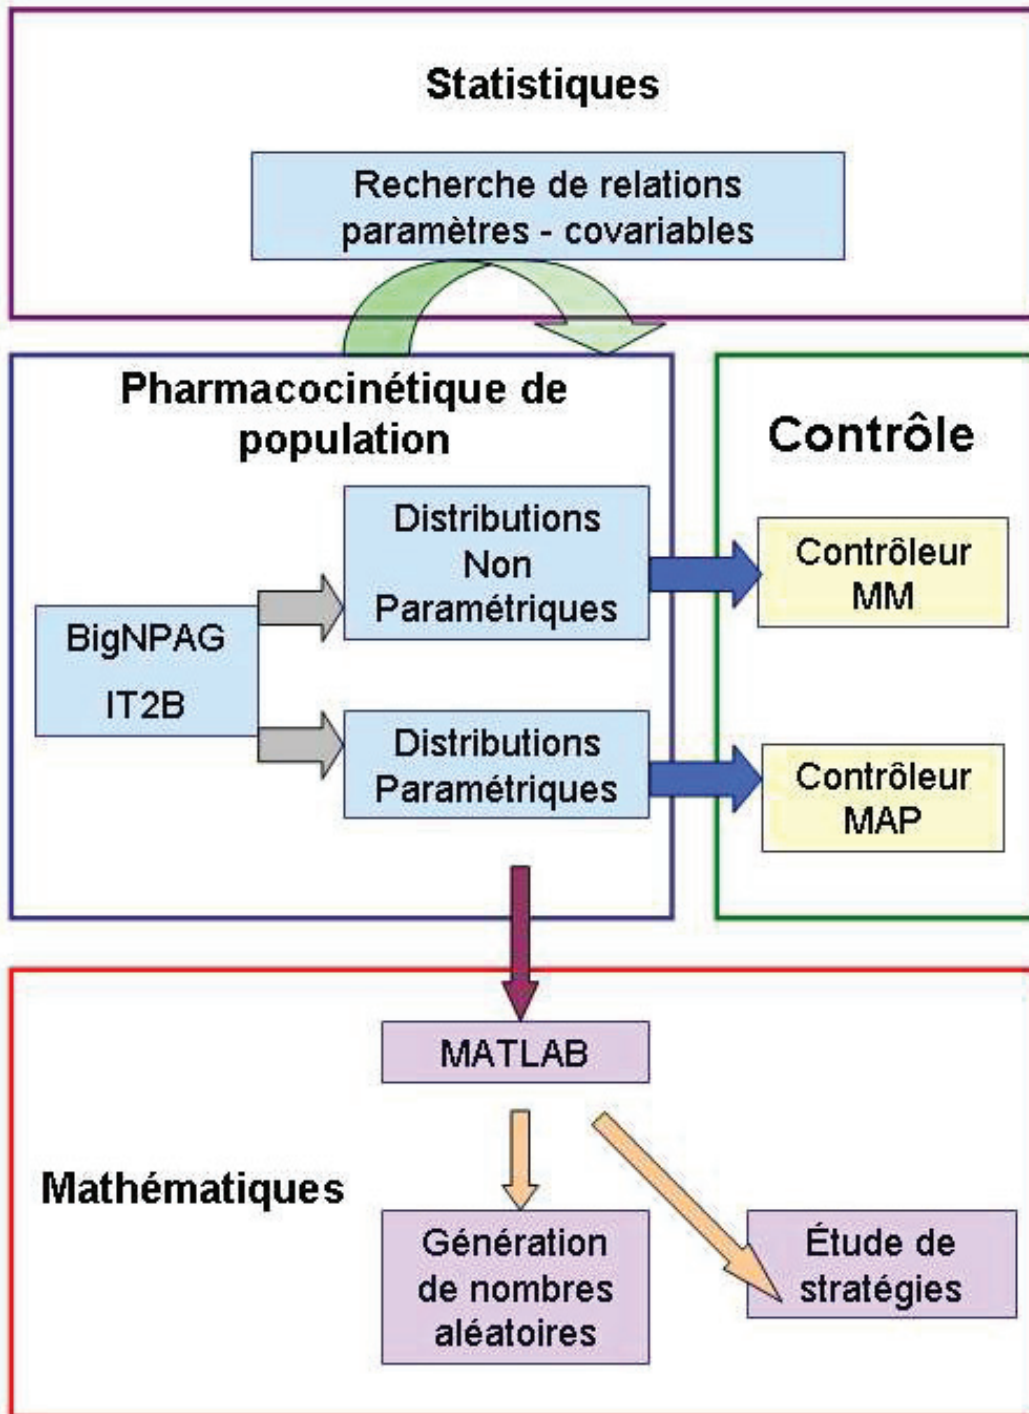 Statistiques
Recherche de relations
paramètres - covariables
Pharmacocinétique de
population
Contrôle
Distributions
Non
Paramétriques
Contrôleur
MM
BigNPAG
IT2B
Distributions
Paramétriques
Contrôleur
MAP
MATLAB
Mathématiques
Génération
de nombres
aléatoires
Étude de
stratégies